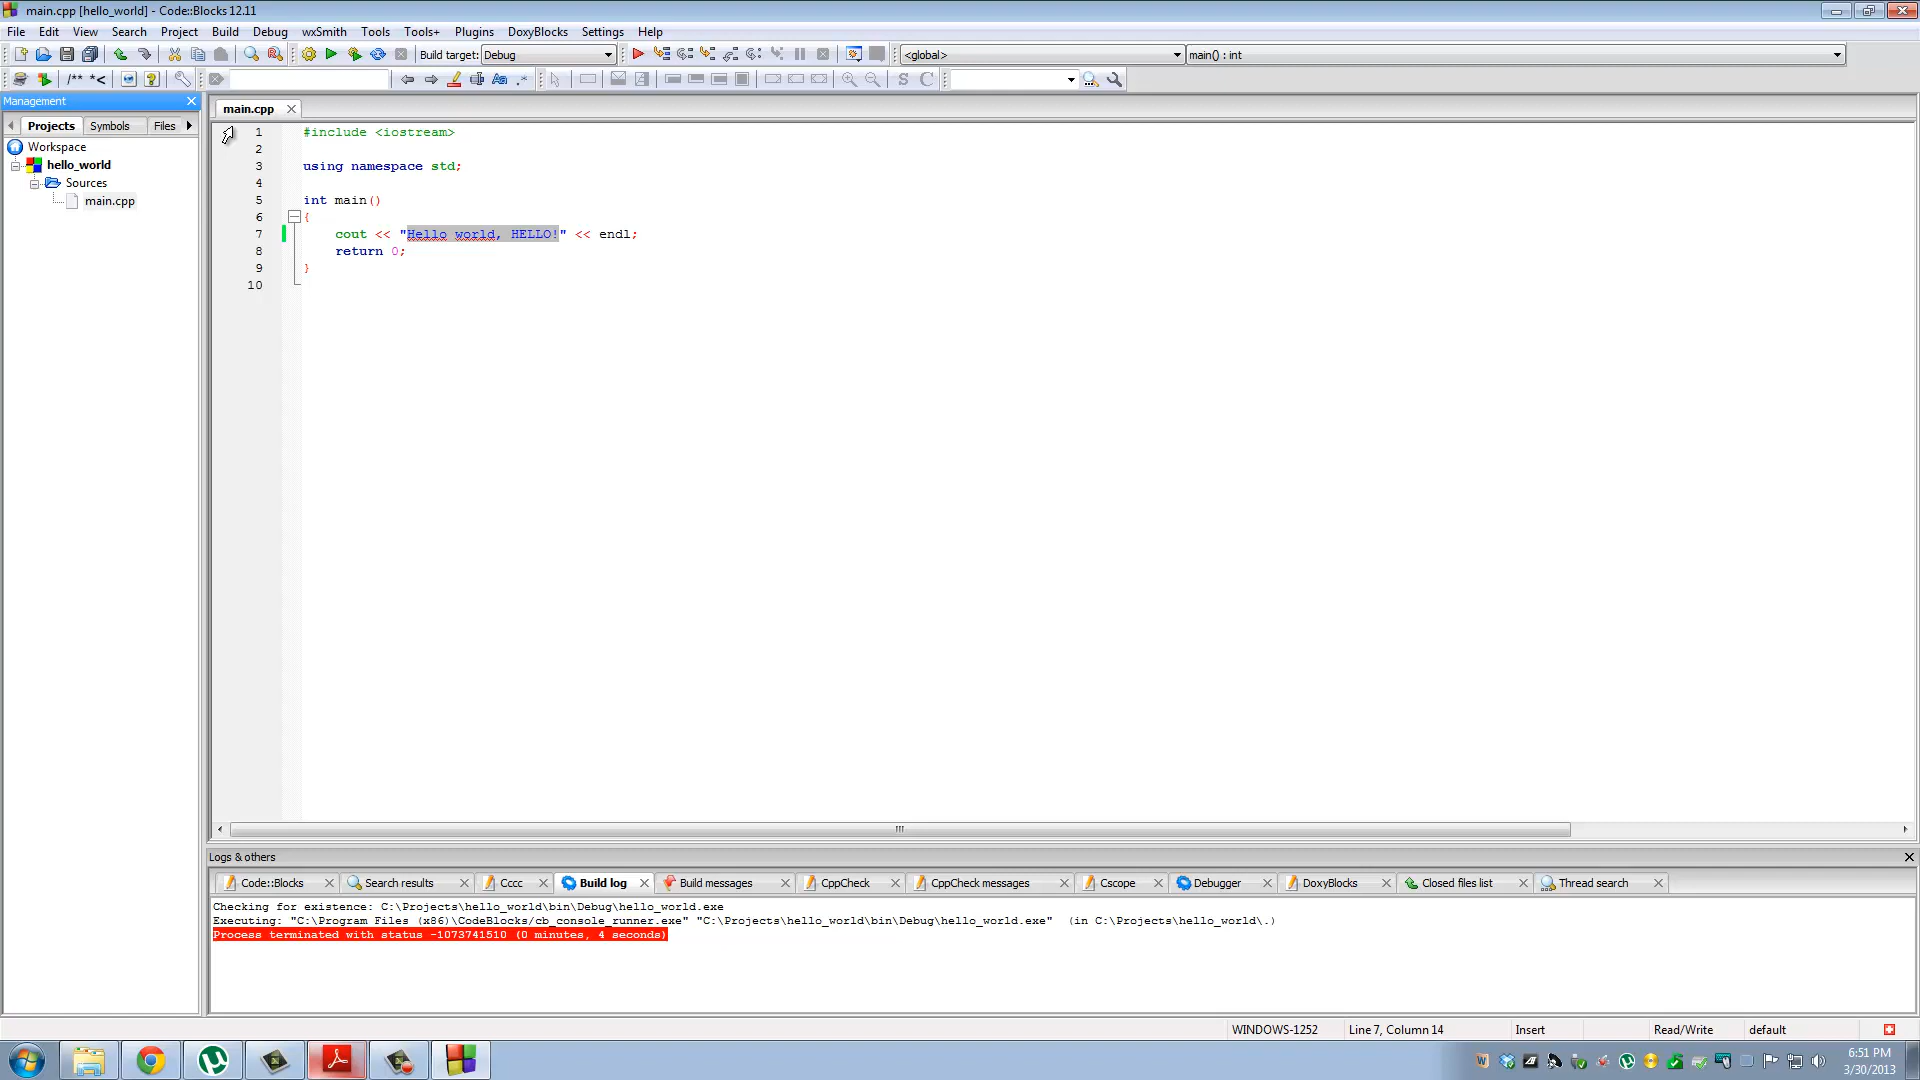 main.cpp [hello_world] - Code::Blocks 12.11
File Edit View Search Project Build Debug wxSmith Tools Tools+ Plugins DoxyBlocks Settings Help
Build target: Debug <global> main() : int
/** *<
Management
Projects Symbols Files
Workspace
hello_world
Sources
main.cpp
main.cpp
1 #include <iostream>
2
3 using namespace std;
4
5 int main()
6 {
7 cout << "Hello world, HELLO!" << endl;
8 return 0;
9 }
10
Logs & others
Code::Blocks Search results Cccc Build log Build messages CppCheck CppCheck messages Cscope Debugger DoxyBlocks Closed files list Thread search
Checking for existence: C:\Projects\hello_world\bin\Debug\hello_world.exe
Executing: "C:\Program Files (x86)\CodeBlocks/cb_console_runner.exe" "C:\Projects\hello_world\bin\Debug\hello_world.exe" (in C:\Projects\hello_world\.)
Process terminated with status -1073741510 (0 minutes, 4 seconds)
WINDOWS-1252 Line 7, Column 14 Insert Read/Write default
6:51 PM
3/30/2013